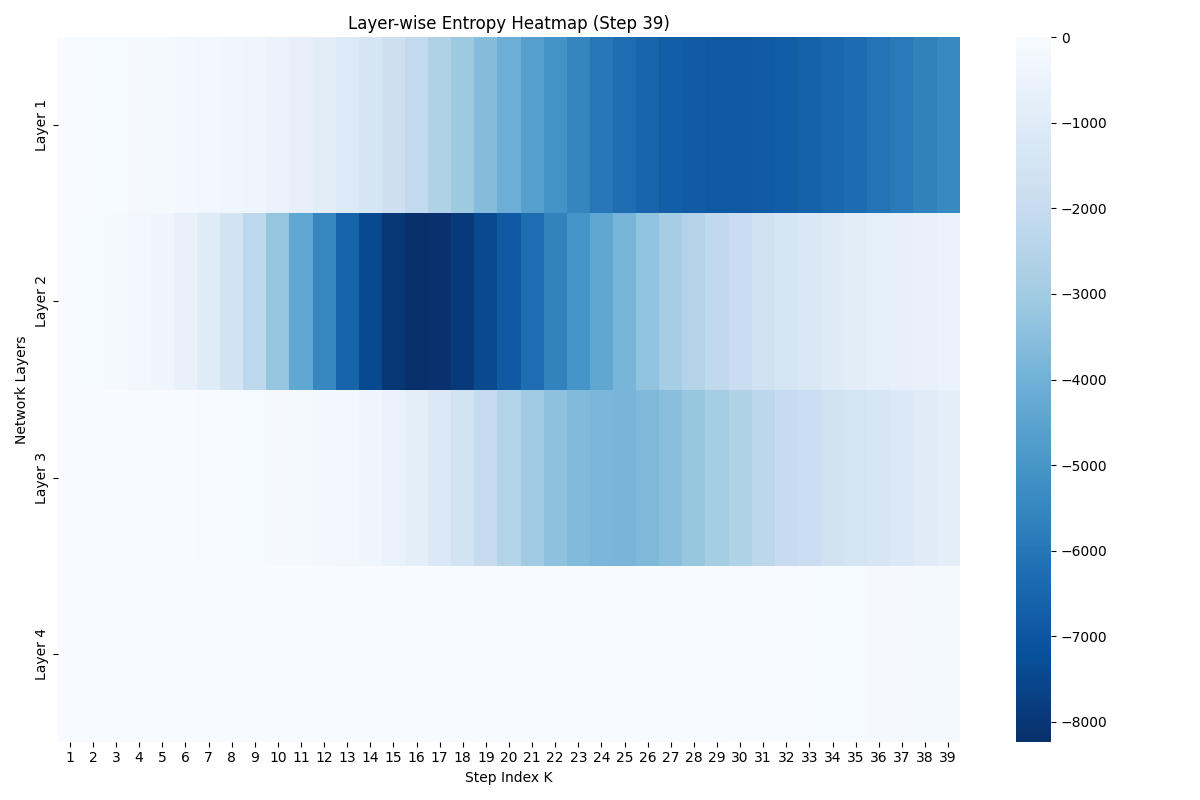 Layer-wise Entropy Heatmap (Step 39)
Network Layers
Layer 1
Layer 2
Layer 3
Layer 4
1 2 3 4 5 6 7 8 9 10 11 12 13 14 15 16 17 18 19 20 21 22 23 24 25 26 27 28 29 30 31 32 33 34 35 36 37 38 39
Step Index K
0
−1000
−2000
−3000
−4000
−5000
−6000
−7000
−8000